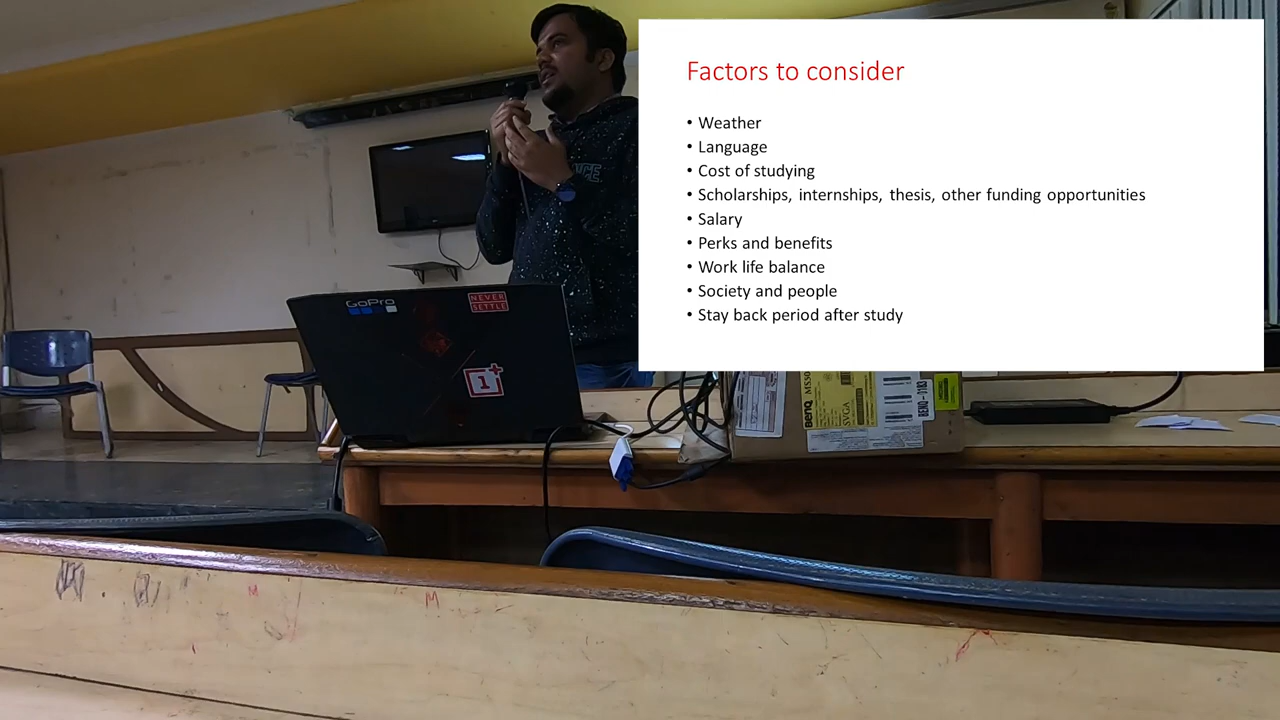 Factors to consider
• Weather
• Language
• Cost of studying
• Scholarships, internships, thesis, other funding opportunities
• Salary
• Perks and benefits
• Work life balance
• Society and people
• Stay back period after study
GoPro
NEVER
SETTLE
1+
BenQ
SVGA
M